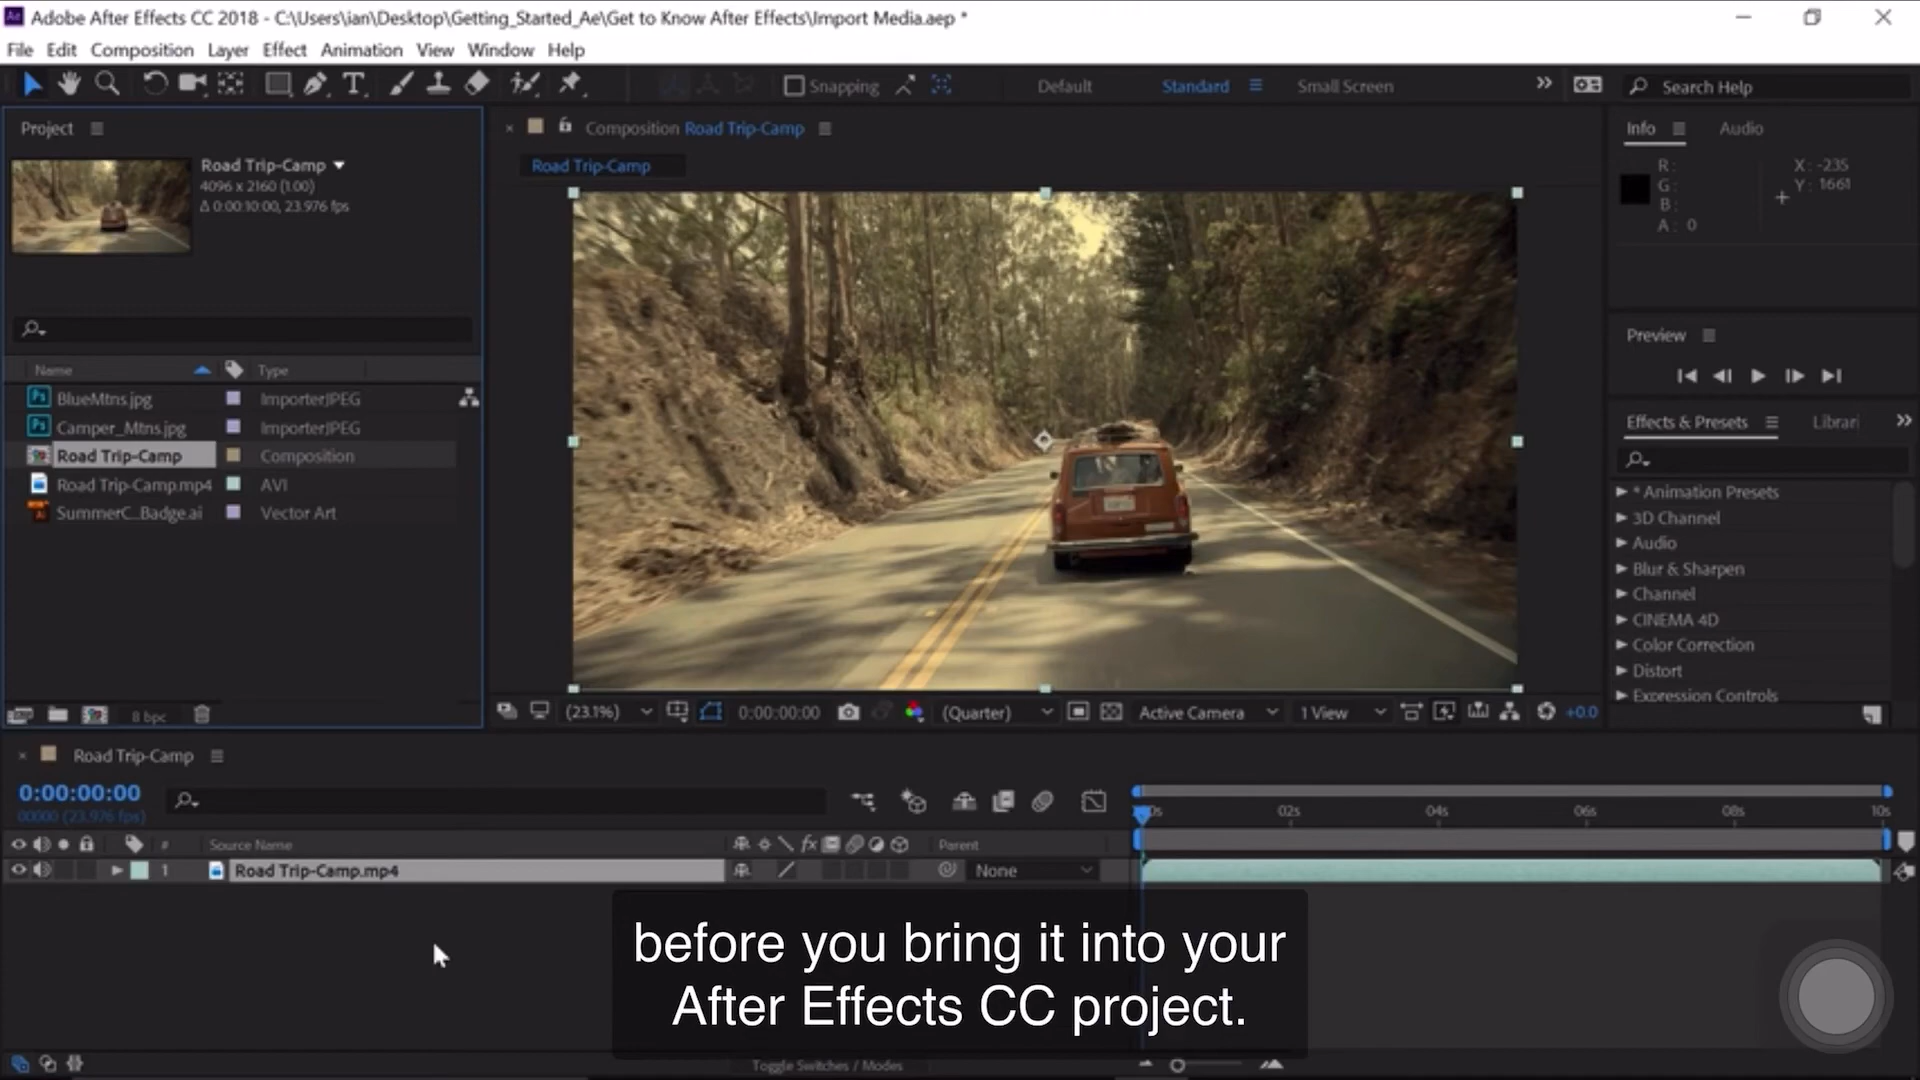 Adobe After Effects CC 2018 - C:\Users\ian\Desktop\Getting_Started_Ae\Get to Know After Effects\Import Media.aep *
File Edit Composition Layer Effect Animation View Window Help
Snapping Default Standard Small Screen Search Help
Project
Road Trip-Camp
4096 x 2160 (1.00)
Δ 0:00:10:00, 23.976 fps
Name Type
BlueMtns.jpg ImporterJPEG
Camper_Mtns.jpg ImporterJPEG
Road Trip-Camp Composition
Road Trip-Camp.mp4 AVI
SummerC...Badge.ai Vector Art
8 bpc
Composition Road Trip-Camp
Road Trip-Camp
(23.1%) 0:00:00:00 (Quarter) Active Camera 1 View +0.0
Info Audio
R: X: -235
G: Y: 1661
B:
A: 0
Preview
Effects & Presets Librari
* Animation Presets
3D Channel
Audio
Blur & Sharpen
Channel
CINEMA 4D
Color Correction
Distort
Expression Controls
Road Trip-Camp
0:00:00:00
00000 (23.976 fps)
0s 02s 04s 06s 08s 10s
# Source Name fx Parent
1 Road Trip-Camp.mp4 None
before you bring it into your
After Effects CC project.
Toggle Switches / Modes